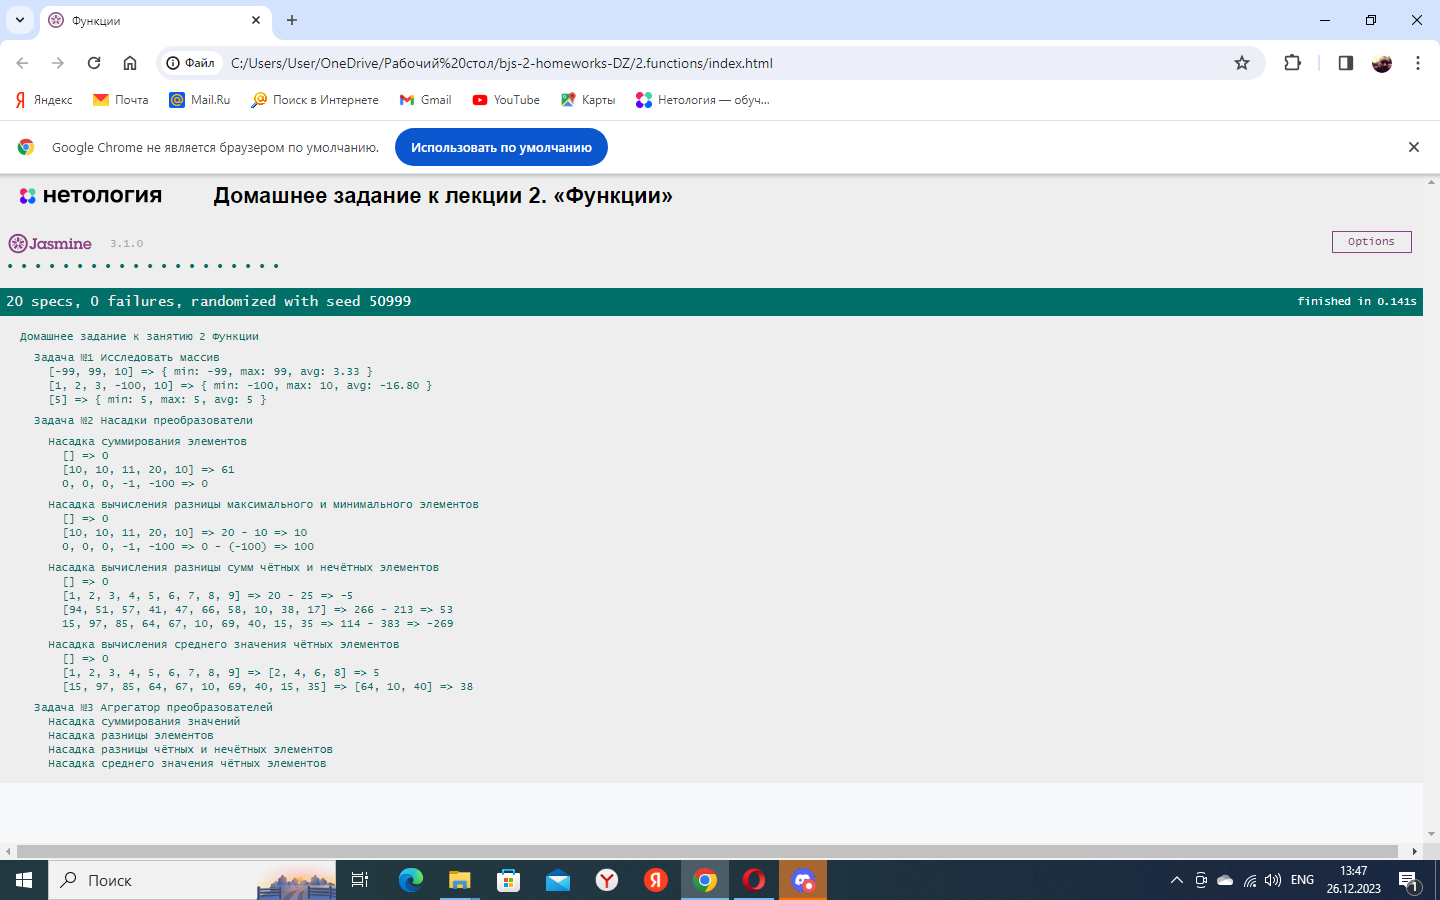 Функции
Файл
C:/Users/User/OneDrive/Рабочий%20стол/bjs-2-homeworks-DZ/2.functions/index.html
Яндекс
Почта
Mail.Ru
Поиск в Интернете
Gmail
YouTube
Карты
Нетология — обуч...
Google Chrome не является браузером по умолчанию.
Использовать по умолчанию
нетология
Домашнее задание к лекции 2. «Функции»
Jasmine
3.1.0
Options
20 specs, 0 failures, randomized with seed 50999
finished in 0.141s
Домашнее задание к занятию 2 Функции
Задача №1 Исследовать массив
[-99, 99, 10] => { min: -99, max: 99, avg: 3.33 }
[1, 2, 3, -100, 10] => { min: -100, max: 10, avg: -16.80 }
[5] => { min: 5, max: 5, avg: 5 }
Задача №2 Насадки преобразователи
Насадка суммирования элементов
[] => 0
[10, 10, 11, 20, 10] => 61
0, 0, 0, -1, -100 => 0
Насадка вычисления разницы максимального и минимального элементов
[] => 0
[10, 10, 11, 20, 10] => 20 - 10 => 10
0, 0, 0, -1, -100 => 0 - (-100) => 100
Насадка вычисления разницы сумм чётных и нечётных элементов
[] => 0
[1, 2, 3, 4, 5, 6, 7, 8, 9] => 20 - 25 => -5
[94, 51, 57, 41, 47, 66, 58, 10, 38, 17] => 266 - 213 => 53
15, 97, 85, 64, 67, 10, 69, 40, 15, 35 => 114 - 383 => -269
Насадка вычисления среднего значения чётных элементов
[] => 0
[1, 2, 3, 4, 5, 6, 7, 8, 9] => [2, 4, 6, 8] => 5
[15, 97, 85, 64, 67, 10, 69, 40, 15, 35] => [64, 10, 40] => 38
Задача №3 Агрегатор преобразователей
Насадка суммирования значений
Насадка разницы элементов
Насадка разницы чётных и нечётных элементов
Насадка среднего значения чётных элементов
Поиск
ENG
13:47
26.12.2023
1